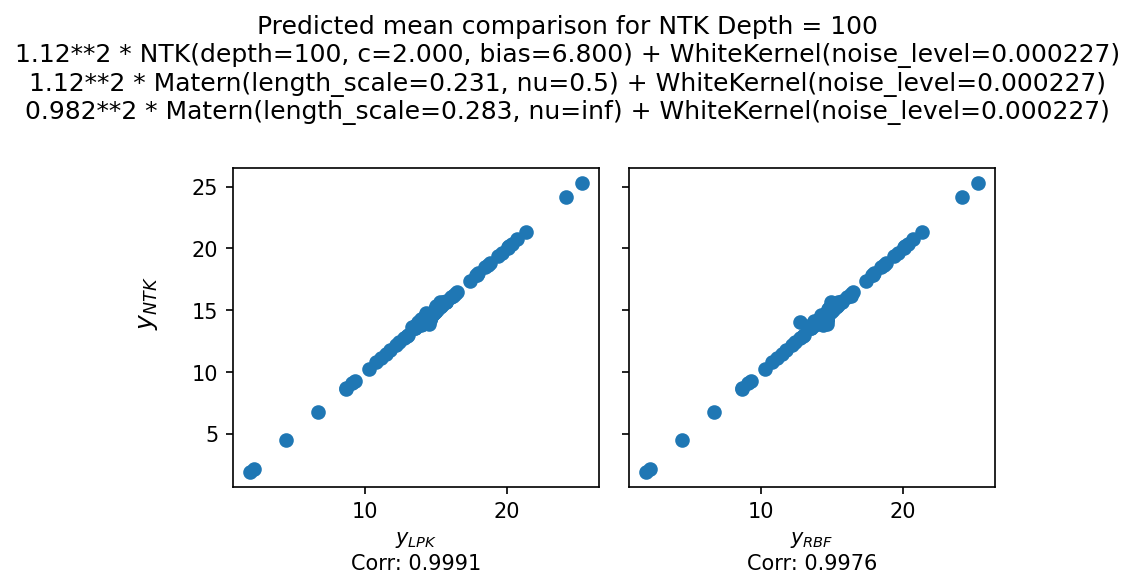 Predicted mean comparison for NTK Depth = 100
1.12**2 * NTK(depth=100, c=2.000, bias=6.800) + WhiteKernel(noise_level=0.000227)
1.12**2 * Matern(length_scale=0.231, nu=0.5) + WhiteKernel(noise_level=0.000227)
0.982**2 * Matern(length_scale=0.283, nu=inf) + WhiteKernel(noise_level=0.000227)
25
20
15
10
5
y_NTK
10 20
y_LPK
Corr: 0.9991
10 20
y_RBF
Corr: 0.9976